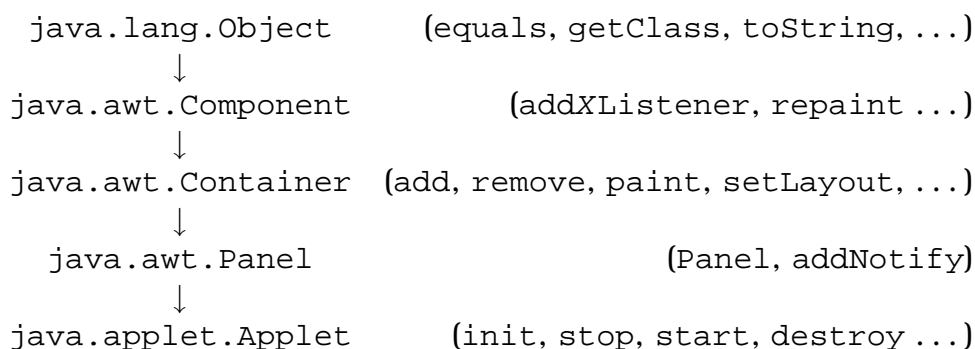 java.lang.Object (equals, getClass, toString, ...)
↓
java.awt.Component (addXListener, repaint ...)
↓
java.awt.Container (add, remove, paint, setLayout, ...)
↓
java.awt.Panel (Panel, addNotify)
↓
java.applet.Applet (init, stop, start, destroy ...)